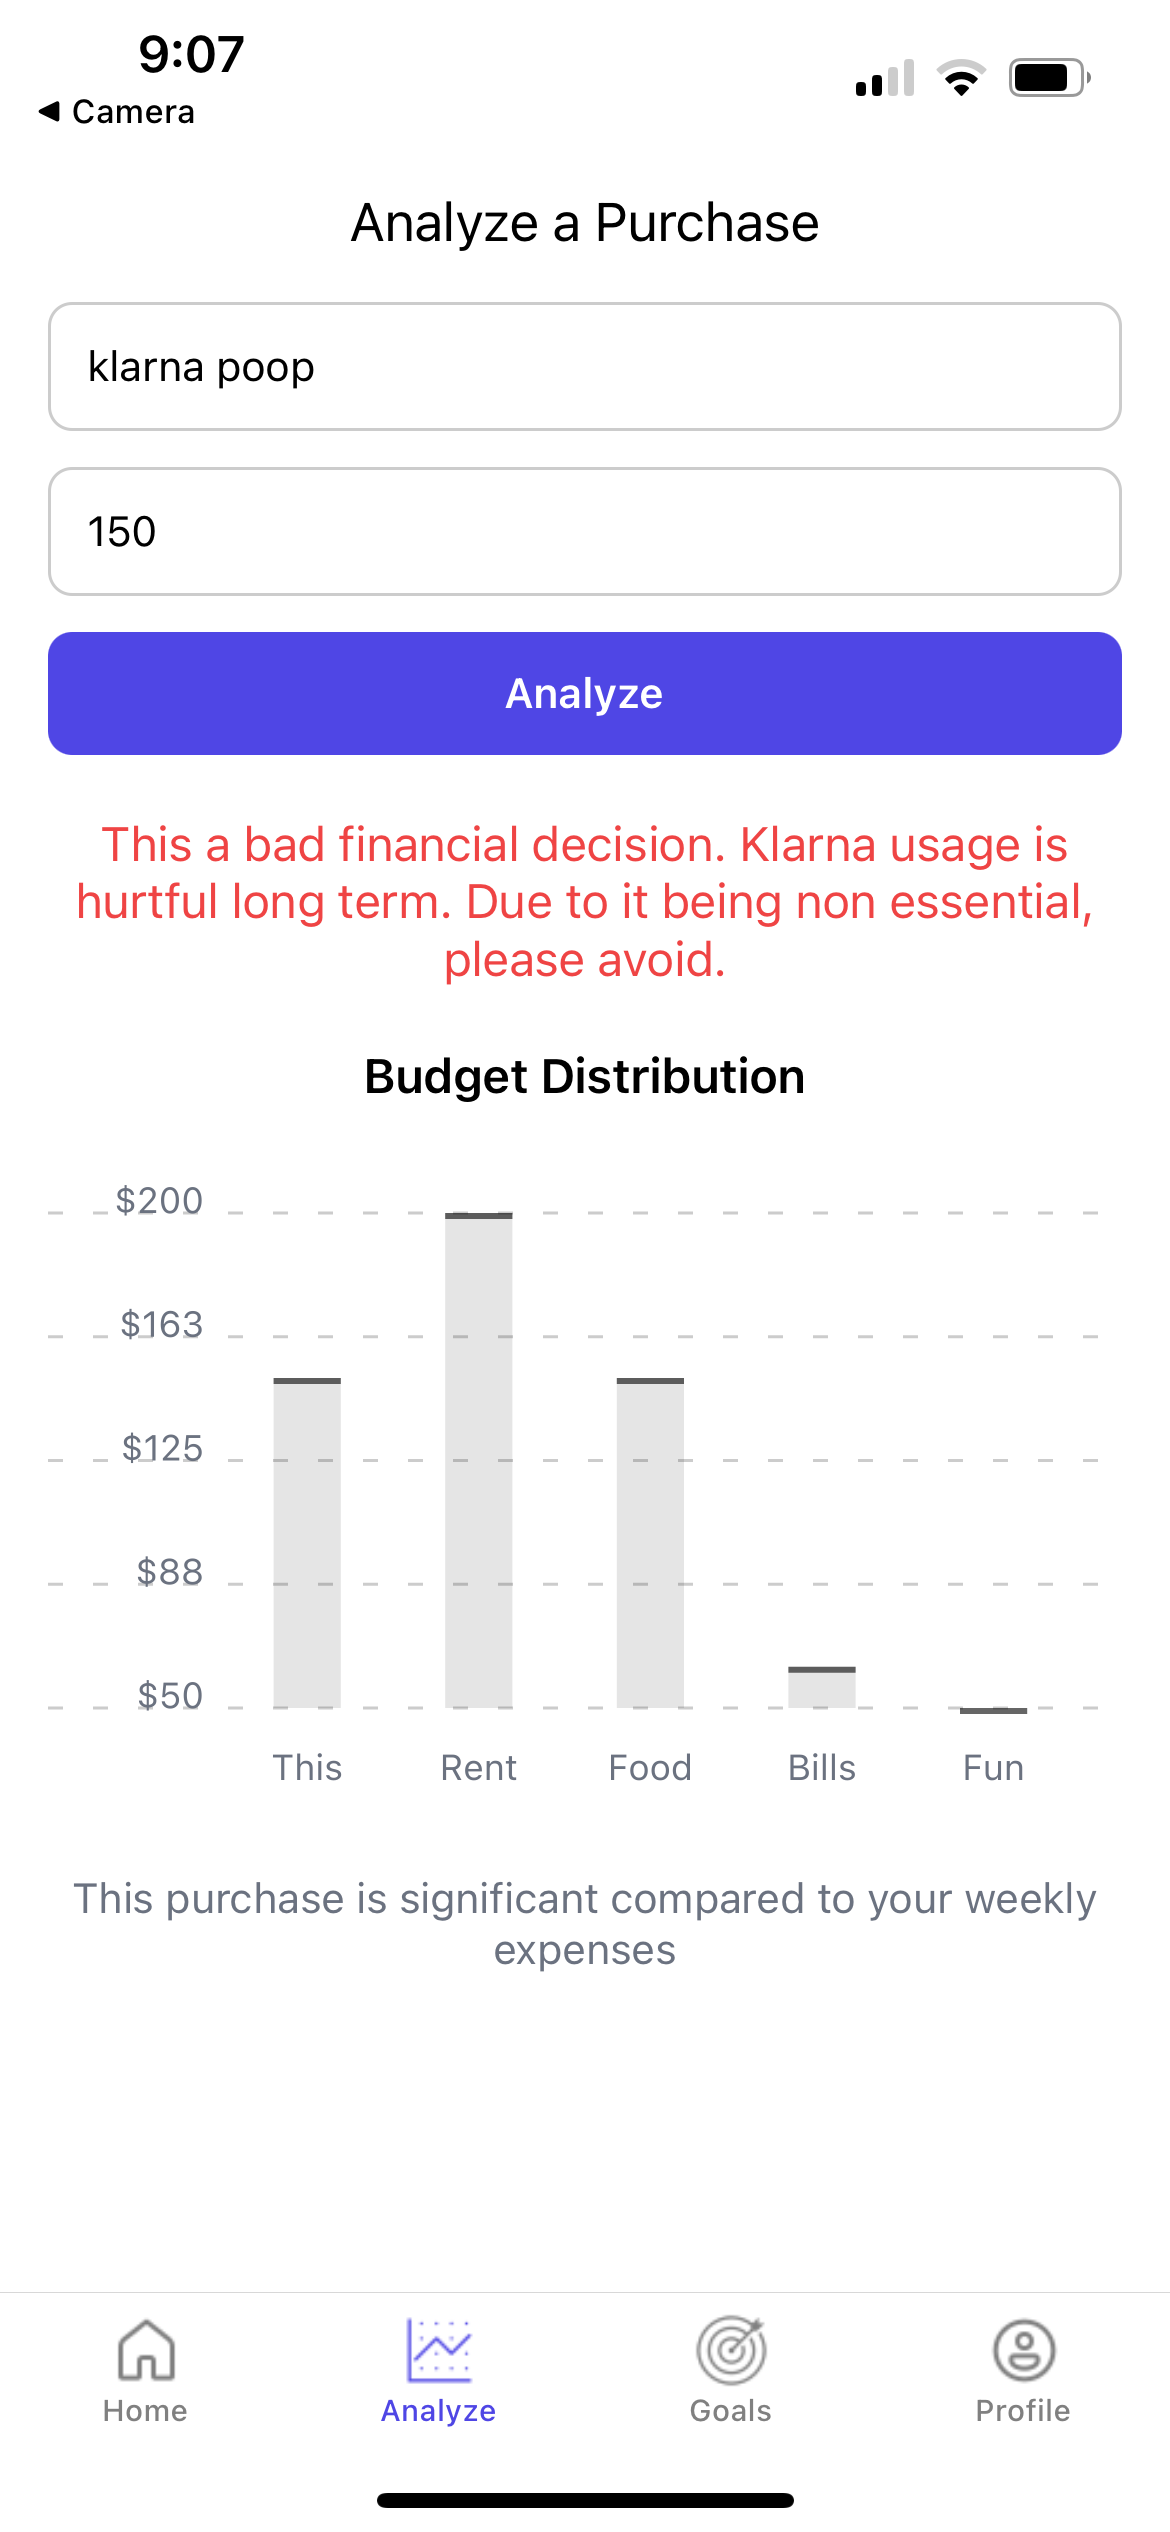 9:07
◀ Camera
Analyze a Purchase
klarna poop
150
Analyze
This a bad financial decision. Klarna usage is
hurtful long term. Due to it being non essential,
please avoid.
Budget Distribution
$200
$163
$125
$88
$50
This Rent Food Bills Fun
This purchase is significant compared to your weekly
expenses
Home Analyze Goals Profile